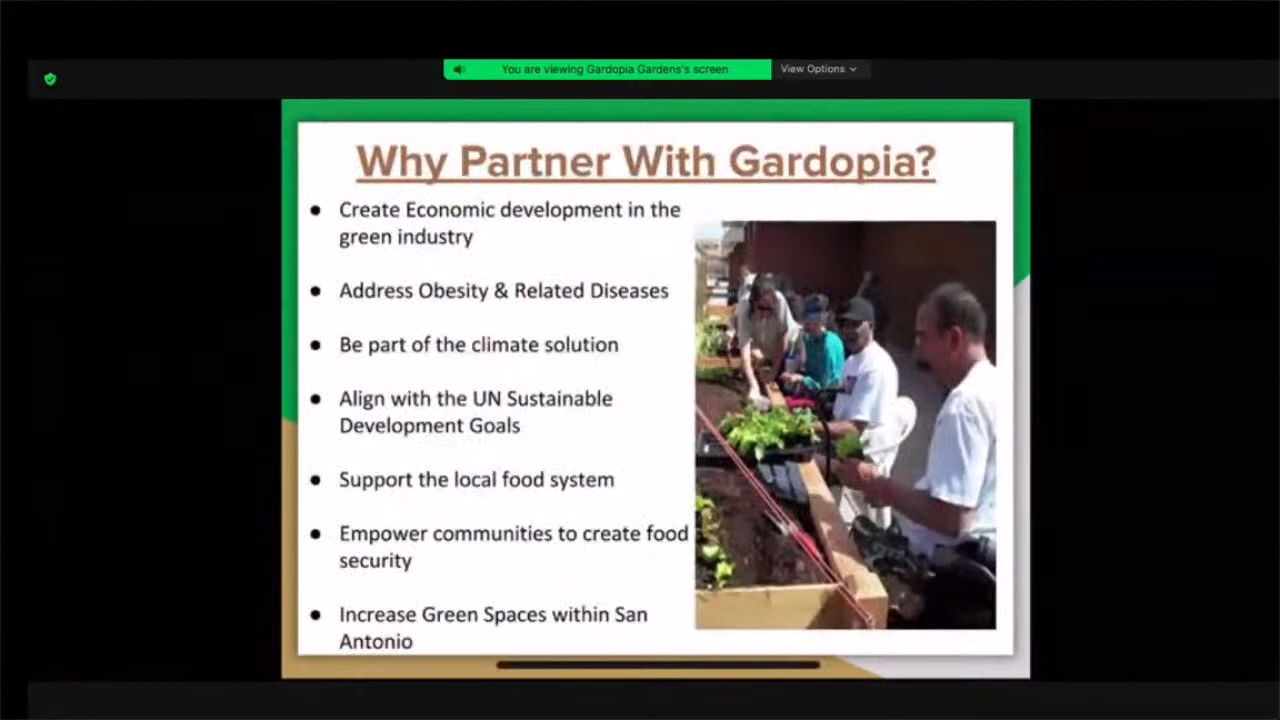 You are viewing Gardopia Gardens's screen
View Options
Why Partner With Gardopia?
● Create Economic development in the
green industry
● Address Obesity & Related Diseases
● Be part of the climate solution
● Align with the UN Sustainable
Development Goals
● Support the local food system
● Empower communities to create food
security
● Increase Green Spaces within San
Antonio